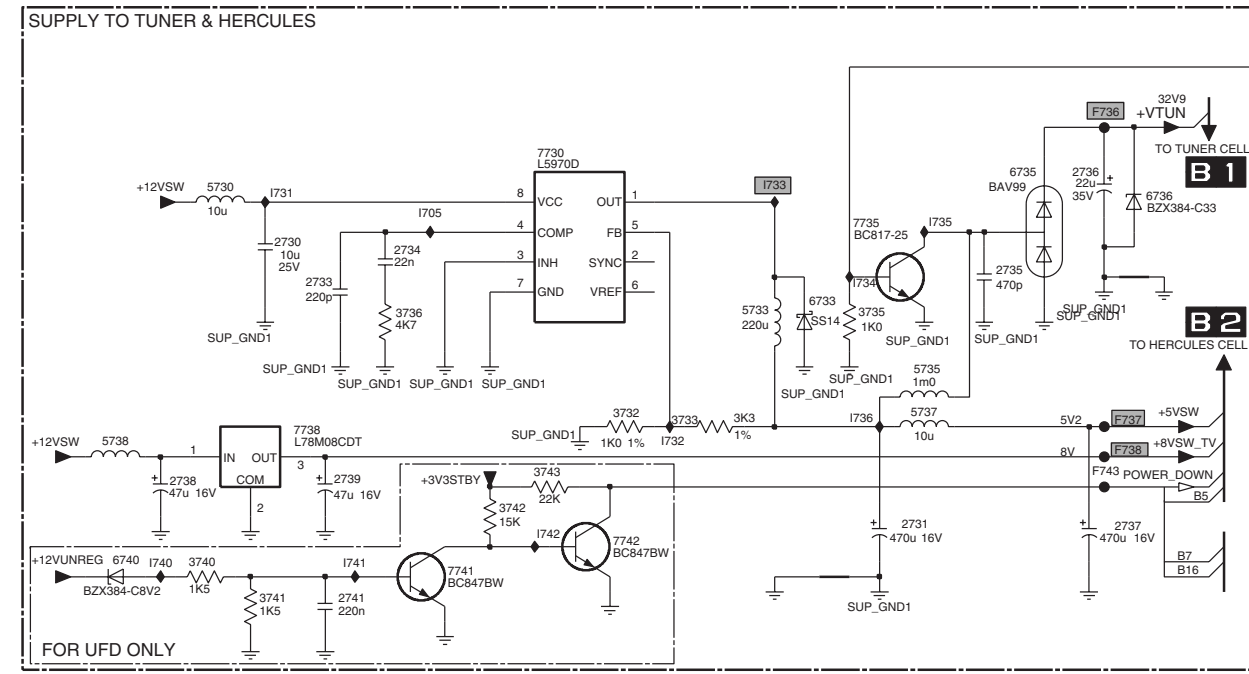 SUPPLY TO TUNER & HERCULES
32V9
F736
+VTUN
TO TUNER CELL
B 1
7730
L5970D
+12VSW
5730
10u
I731
2730
10u
25V
SUP_GND1
8
VCC
OUT
1
I705
4
COMP
FB
5
3
INH
SYNC
2
7
GND
VREF
6
2733
220p
2734
22n
3736
4K7
SUP_GND1
SUP_GND1
SUP_GND1
SUP_GND1
I733
5733
220u
6733
SS14
SUP_GND1
7735
BC817-25
I735
I734
3735
1K0
SUP_GND1
SUP_GND1
2735
470p
SUP_GND1
6735
BAV99
SUP_GND1
2736
22u
35V
6736
BZX384-C33
SUP_GND1
B 2
TO HERCULES CELL
5735
1m0
5737
10u
I736
SUP_GND1
3732
1K0 1%
I732
3733
3K3
1%
5V2
F737
+5VSW
+12VSW
5738
7738
L78M08CDT
1
IN
OUT
COM
3
2
2738
47u 16V
2739
47u 16V
8V
F738
+8VSW_TV
F743
POWER_DOWN
B5
+3V3STBY
3743
22K
3742
15K
I742
7742
BC847BW
7741
BC847BW
+12VUNREG
6740
BZX384-C8V2
I740
3740
1K5
I741
3741
1K5
2741
220n
2731
470u 16V
SUP_GND1
2737
470u 16V
B7
B16
FOR UFD ONLY